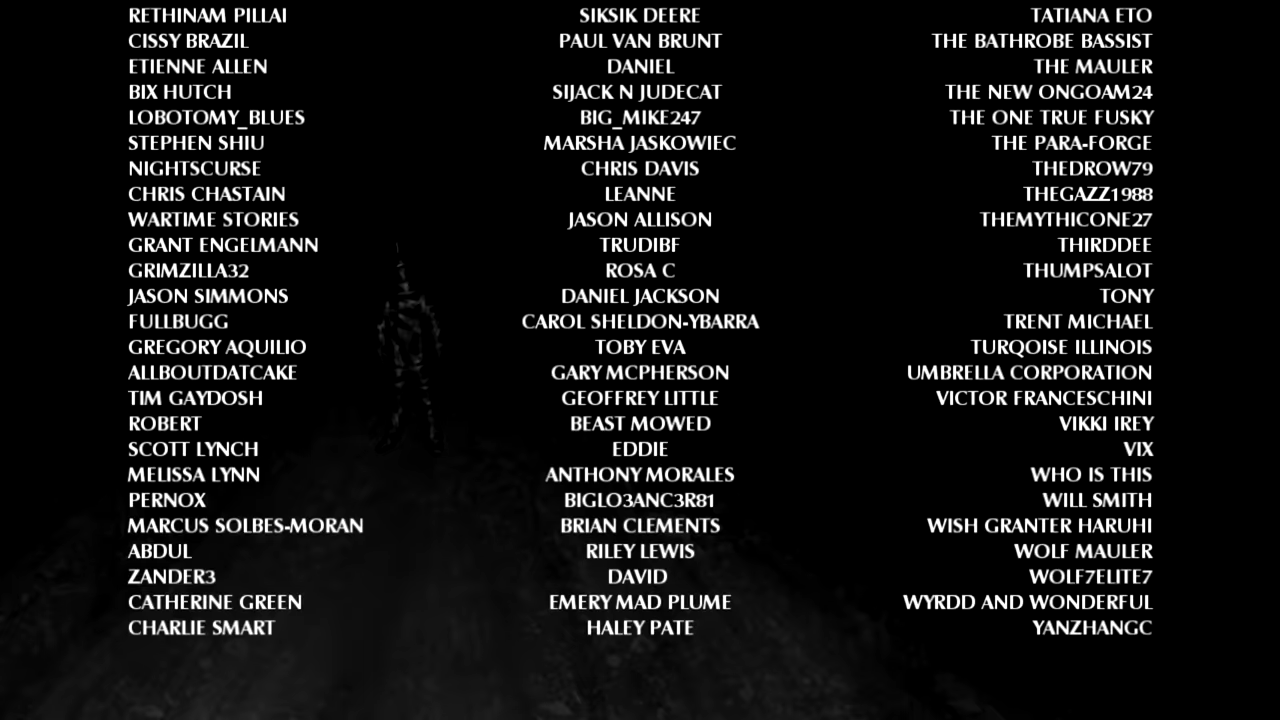 RETHINAM PILLAI
CISSY BRAZIL
ETIENNE ALLEN
BIX HUTCH
LOBOTOMY_BLUES
STEPHEN SHIU
NIGHTSCURSE
CHRIS CHASTAIN
WARTIME STORIES
GRANT ENGELMANN
GRIMZILLA32
JASON SIMMONS
FULLBUGG
GREGORY AQUILIO
ALLBOUTDATCAKE
TIM GAYDOSH
ROBERT
SCOTT LYNCH
MELISSA LYNN
PERNOX
MARCUS SOLBES-MORAN
ABDUL
ZANDER3
CATHERINE GREEN
CHARLIE SMART
SIKSIK DEERE
PAUL VAN BRUNT
DANIEL
SIJACK N JUDECAT
BIG_MIKE247
MARSHA JASKOWIEC
CHRIS DAVIS
LEANNE
JASON ALLISON
TRUDIBF
ROSA C
DANIEL JACKSON
CAROL SHELDON-YBARRA
TOBY EVA
GARY MCPHERSON
GEOFFREY LITTLE
BEAST MOWED
EDDIE
ANTHONY MORALES
BIGLO3ANC3R81
BRIAN CLEMENTS
RILEY LEWIS
DAVID
EMERY MAD PLUME
HALEY PATE
TATIANA ETO
THE BATHROBE BASSIST
THE MAULER
THE NEW ONGOAM24
THE ONE TRUE FUSKY
THE PARA-FORGE
THEDROW79
THEGAZZ1988
THEMYTHICONE27
THIRDDEE
THUMPSALOT
TONY
TRENT MICHAEL
TURQOISE ILLINOIS
UMBRELLA CORPORATION
VICTOR FRANCESCHINI
VIKKI IREY
VIX
WHO IS THIS
WILL SMITH
WISH GRANTER HARUHI
WOLF MAULER
WOLF7ELITE7
WYRDD AND WONDERFUL
YANZHANGC